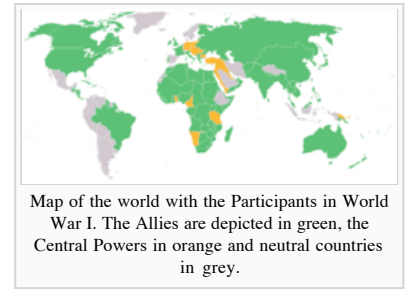 Map of the world with the Participants in World
War I. The Allies are depicted in green, the
Central Powers in orange and neutral countries
in grey.